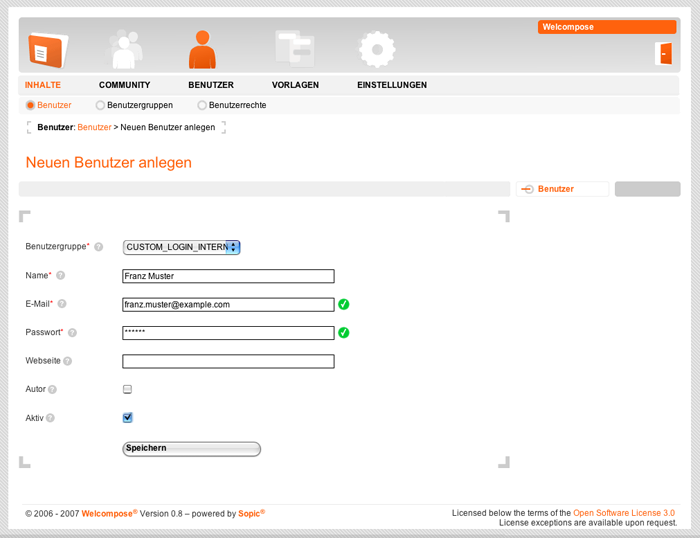 Welcompose
INHALTE COMMUNITY BENUTZER VORLAGEN EINSTELLUNGEN
Benutzer Benutzergruppen Benutzerrechte
Benutzer: Benutzer > Neuen Benutzer anlegen
Neuen Benutzer anlegen
Benutzer
Benutzergruppe* ? CUSTOM_LOGIN_INTERN
Name* ? Franz Muster
E-Mail* ? franz.muster@example.com
Passwort* ? ******
Webseite ?
Autor ?
Aktiv ?
Speichern
© 2006 - 2007 Welcompose® Version 0.8 – powered by Sopic®
Licensed below the terms of the Open Software License 3.0
License exceptions are available upon request.